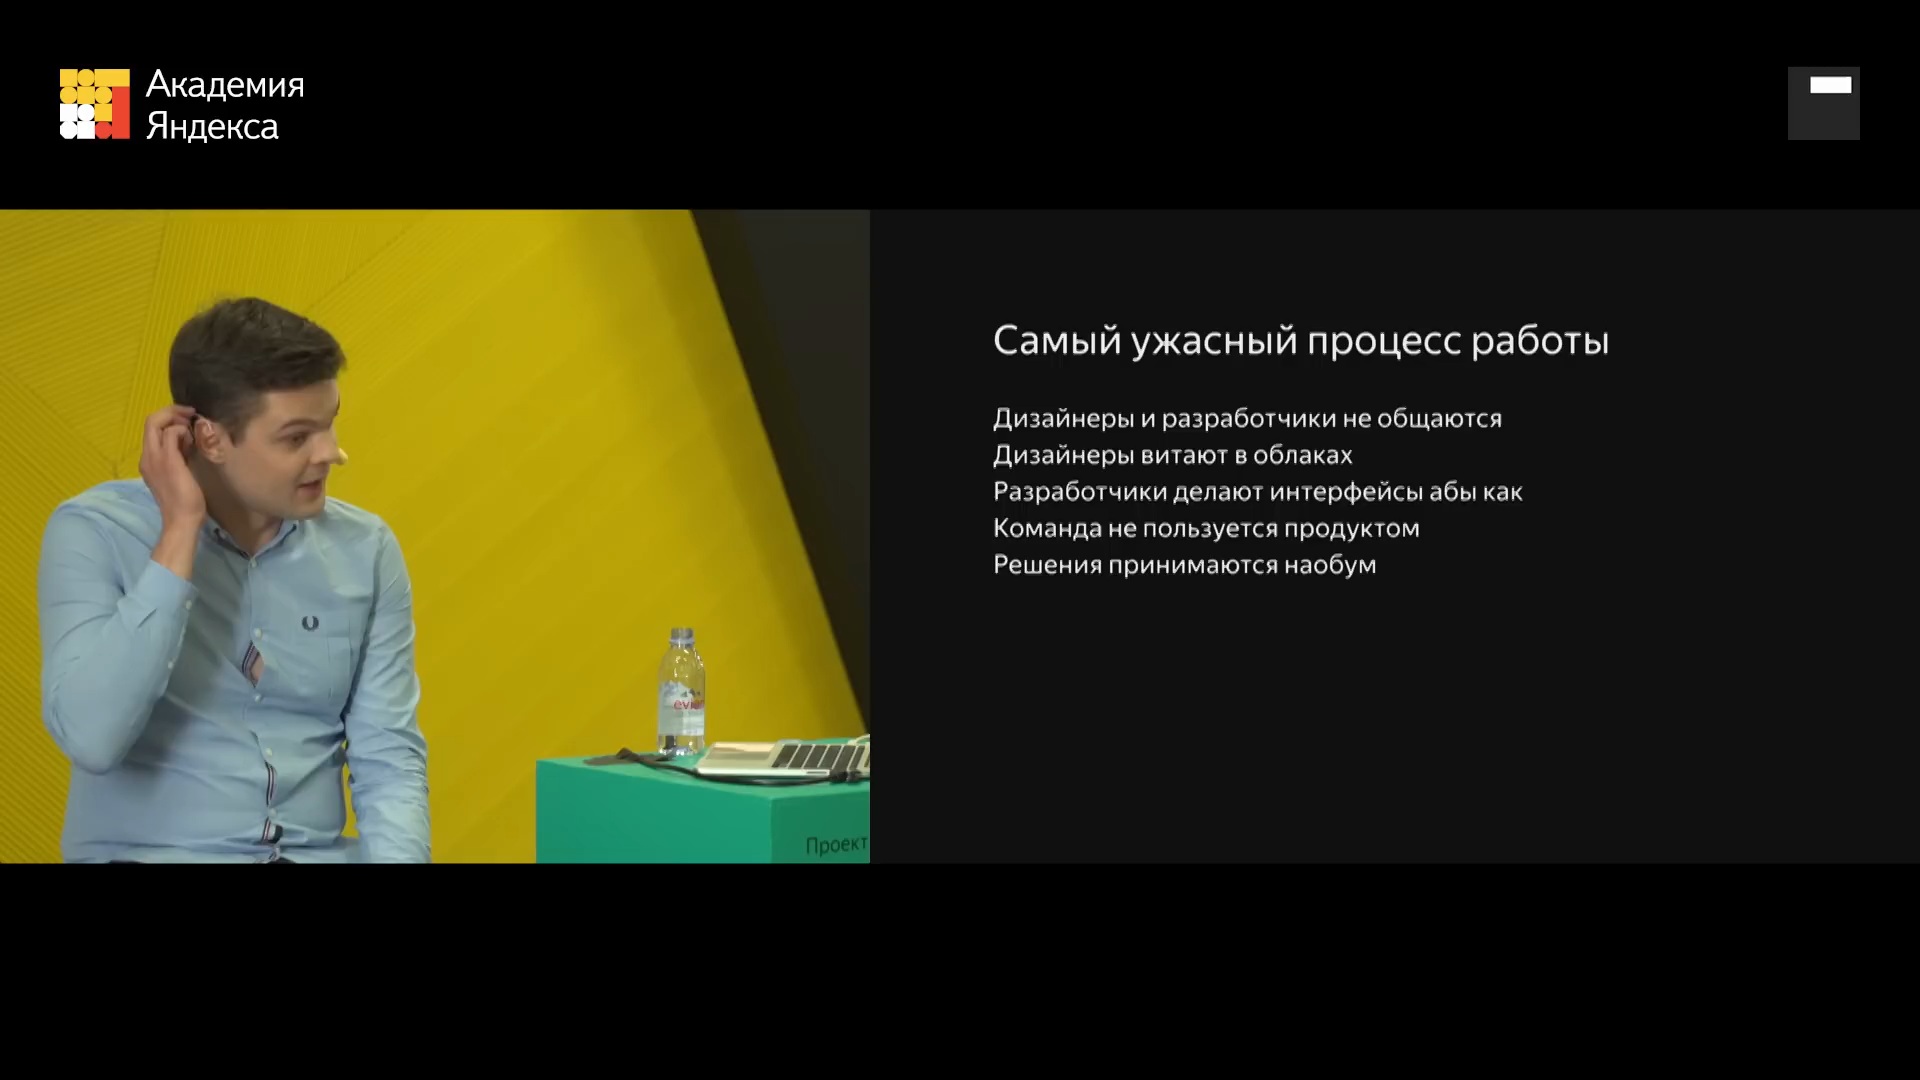 Академия
Яндекса
Самый ужасный процесс работы
Дизайнеры и разработчики не общаются
Дизайнеры витают в облаках
Разработчики делают интерфейсы абы как
Команда не пользуется продуктом
Решения принимаются наобум
evian
Проект